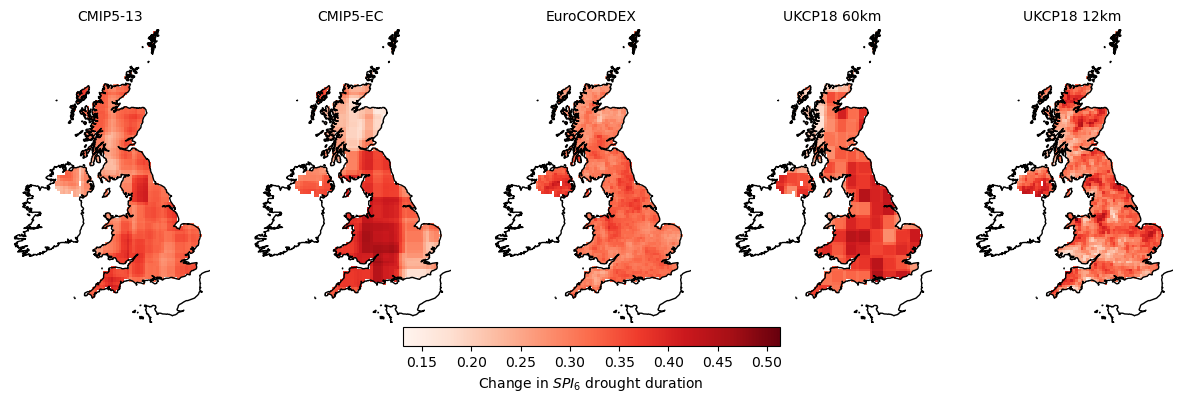 CMIP5-13 CMIP5-EC EuroCORDEX UKCP18 60km UKCP18 12km
0.15 0.20 0.25 0.30 0.35 0.40 0.45 0.50
Change in SPI₆ drought duration